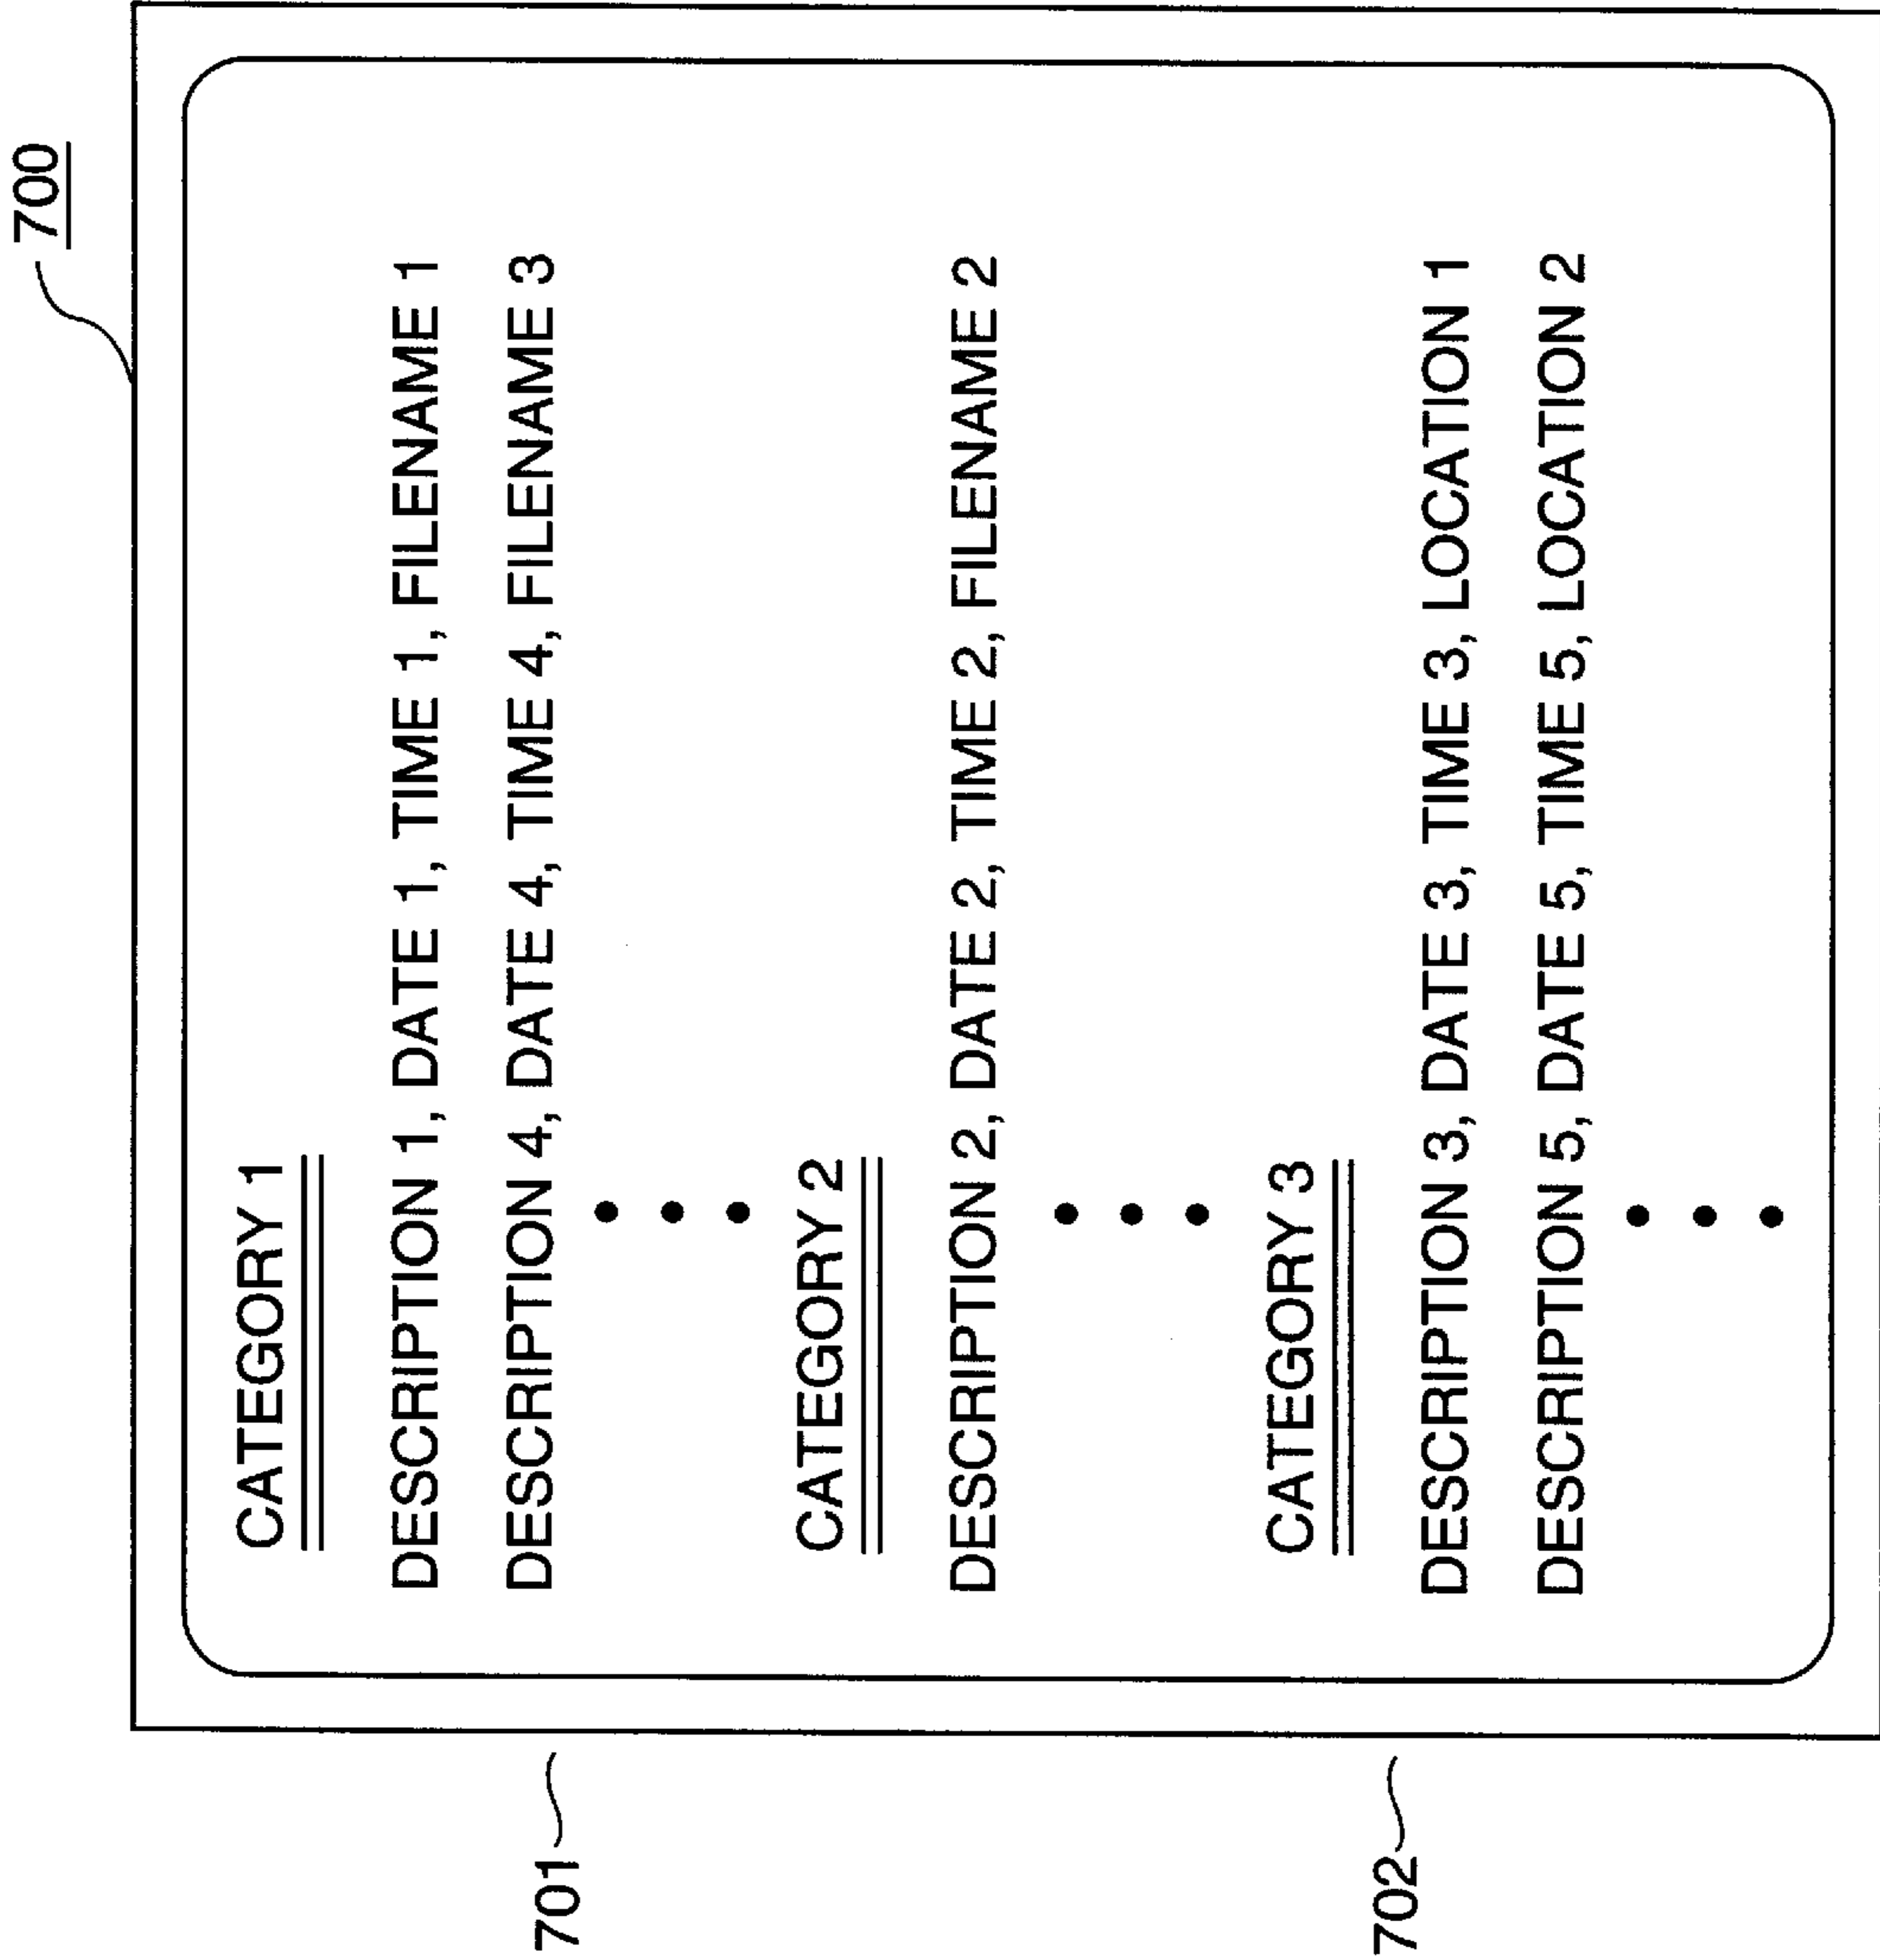 700
CATEGORY 1
DESCRIPTION 1, DATE 1, TIME 1, FILENAME 1
701
DESCRIPTION 4, DATE 4, TIME 4, FILENAME 3
CATEGORY 2
DESCRIPTION 2, DATE 2, TIME 2, FILENAME 2
CATEGORY 3
702
DESCRIPTION 3, DATE 3, TIME 3, LOCATION 1
DESCRIPTION 5, DATE 5, TIME 5, LOCATION 2